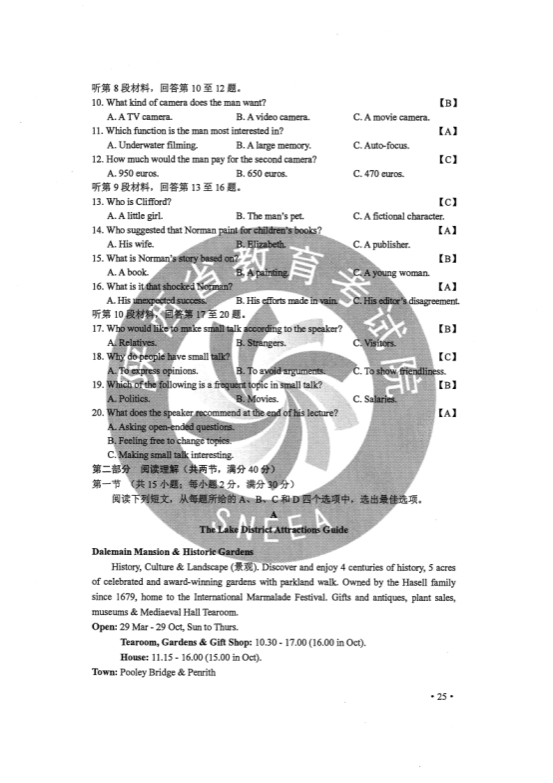 听第 8 段材料，回答第 10 至 12 题。
10. What kind of camera does the man want? 【B】
A. A TV camera. B. A video camera. C. A movie camera.
11. Which function is the man most interested in? 【A】
A. Underwater filming. B. A large memory. C. Auto-focus.
12. How much would the man pay for the second camera? 【C】
A. 950 euros. B. 650 euros. C. 470 euros.
听第 9 段材料，回答第 13 至 16 题。
13. Who is Clifford? 【C】
A. A little girl. B. The man's pet. C. A fictional character.
14. Who suggested that Norman paint for children's books? 【A】
A. His wife. B. Elizabeth. C. A publisher.
15. What is Norman's story based on? 【B】
A. A book. B. A painting. C. A young woman.
16. What is it that shocked Norman? 【A】
A. His unexpected success. B. His efforts made in vain. C. His editor's disagreement.
听第 10 段材料，回答第 17 至 20 题。
17. Who would like to make small talk according to the speaker? 【B】
A. Relatives. B. Strangers. C. Visitors.
18. Why do people have small talk? 【C】
A. To express opinions. B. To avoid arguments. C. To show friendliness.
19. Which of the following is a frequent topic in small talk? 【B】
A. Politics. B. Movies. C. Salaries.
20. What does the speaker recommend at the end of his lecture? 【A】
A. Asking open-ended questions.
B. Feeling free to change topics.
C. Making small talk interesting.
第二部分 阅读理解（共两节，满分 40 分）
第一节 （共 15 小题；每小题 2 分，满分 30 分）
阅读下列短文，从每题所给的 A、B、C 和 D 四个选项中，选出最佳选项。
A
The Lake District Attractions Guide
Dalemain Mansion & Historic Gardens
History, Culture & Landscape (景观). Discover and enjoy 4 centuries of history, 5 acres
of celebrated and award-winning gardens with parkland walk. Owned by the Hasell family
since 1679, home to the International Marmalade Festival. Gifts and antiques, plant sales,
museums & Mediaeval Hall Tearoom.
Open: 29 Mar - 29 Oct, Sun to Thurs.
Tearoom, Gardens & Gift Shop: 10.30 - 17.00 (16.00 in Oct).
House: 11.15 - 16.00 (15.00 in Oct).
Town: Pooley Bridge & Penrith
· 25 ·
省教育考试院
SNEEA